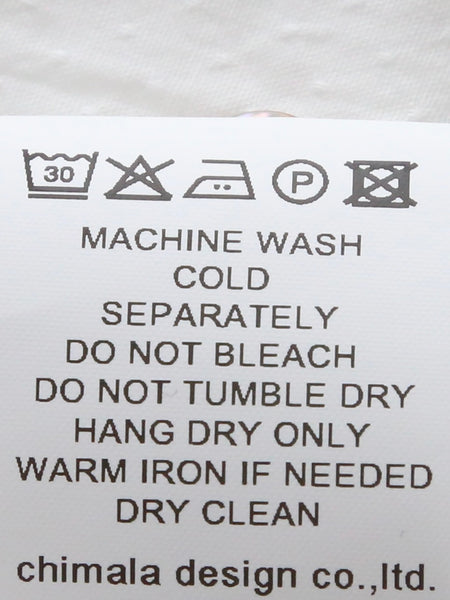 30 P
MACHINE WASH
COLD
SEPARATELY
DO NOT BLEACH
DO NOT TUMBLE DRY
HANG DRY ONLY
WARM IRON IF NEEDED
DRY CLEAN
chimala design co.,ltd.